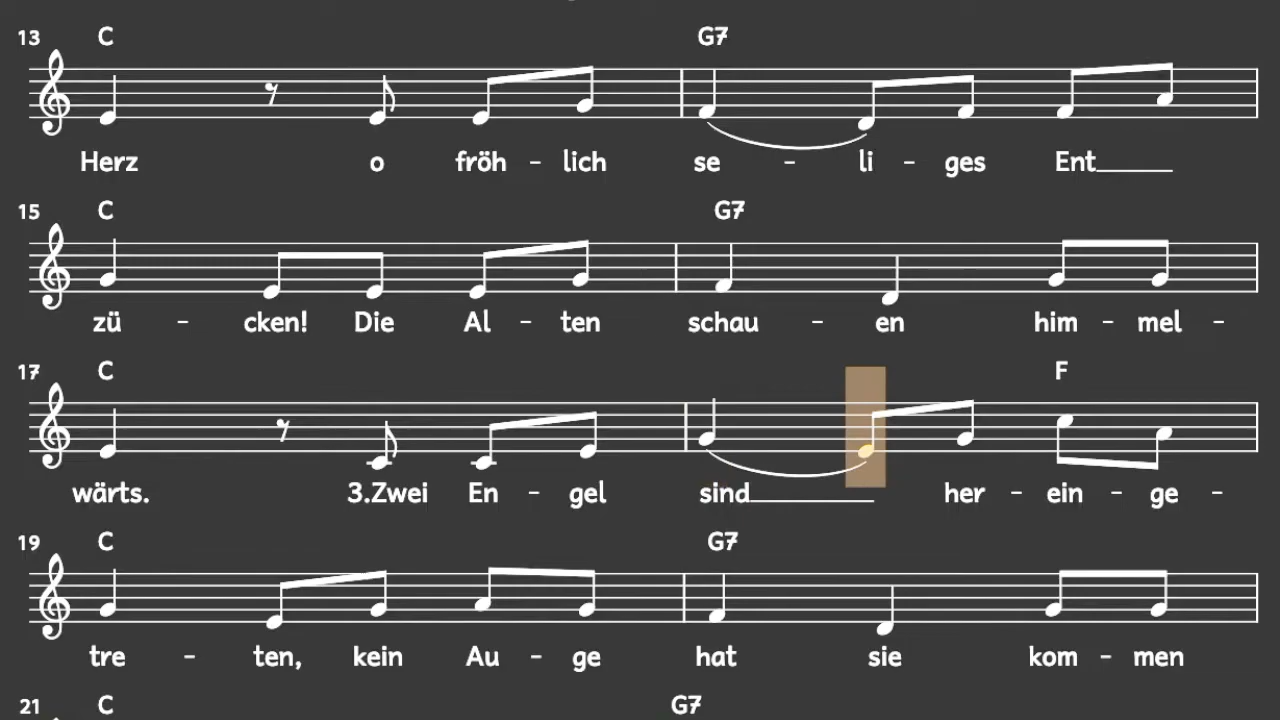 13 C G7
Herz o fröh - lich se - li - ges Ent___
15 C G7
zü - cken! Die Al - ten schau - en him - mel -
17 C F
wärts. 3.Zwei En - gel sind___ her - ein - ge -
19 C G7
tre - ten, kein Au - ge hat sie kom - men
21 C G7